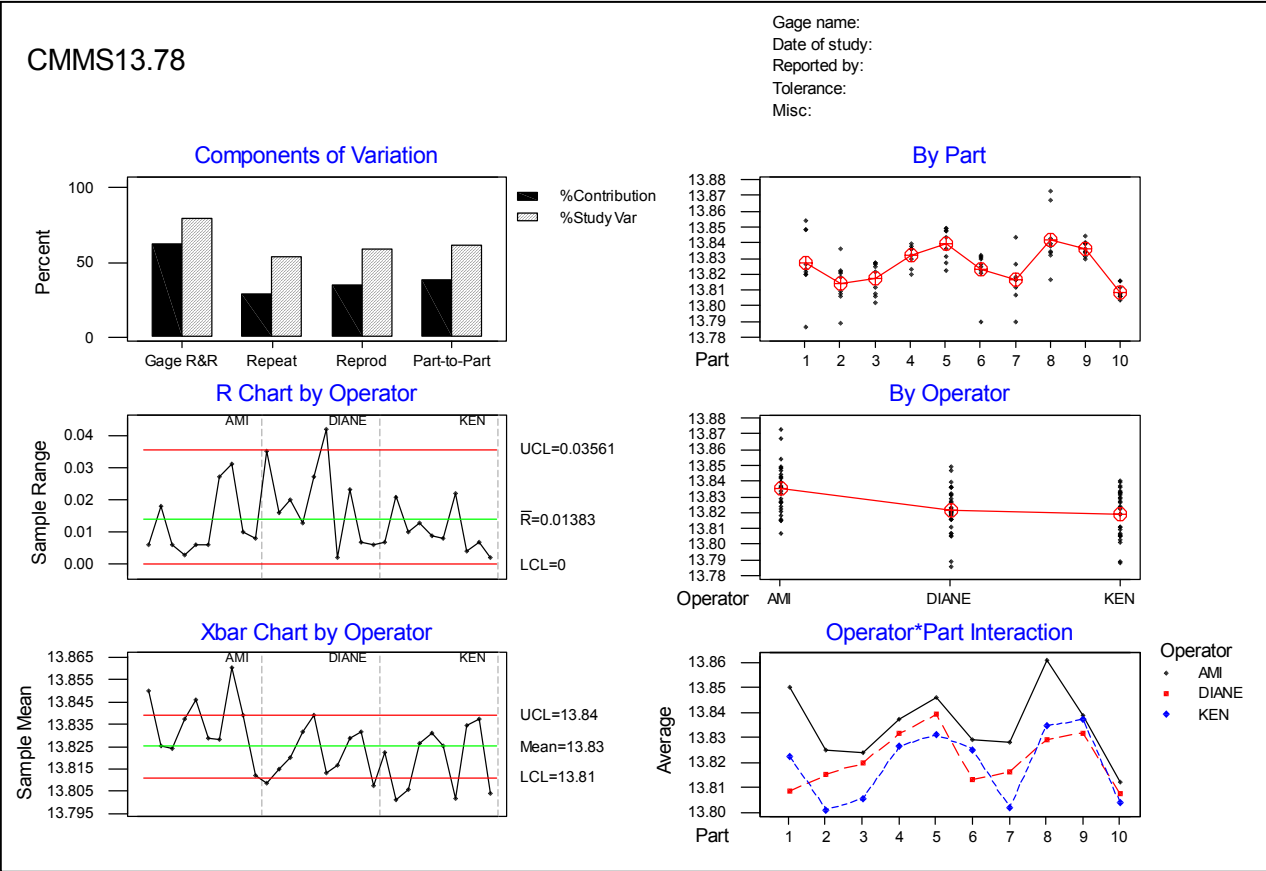 CMMS13.78
Gage name:
Date of study:
Reported by:
Tolerance:
Misc:
Components of Variation
100
50
0
Percent
Gage R&R Repeat Reprod Part-to-Part
%Contribution
%Study Var
By Part
13.88
13.87
13.86
13.85
13.84
13.83
13.82
13.81
13.80
13.79
13.78
Part 1 2 3 4 5 6 7 8 9 10
R Chart by Operator
AMI DIANE KEN
0.04
0.03
0.02
0.01
0.00
Sample Range
UCL=0.03561
R=0.01383
LCL=0
By Operator
13.88
13.87
13.86
13.85
13.84
13.83
13.82
13.81
13.80
13.79
13.78
Operator AMI DIANE KEN
Xbar Chart by Operator
AMI DIANE KEN
13.865
13.855
13.845
13.835
13.825
13.815
13.805
13.795
Sample Mean
UCL=13.84
Mean=13.83
LCL=13.81
Operator*Part Interaction
13.86
13.85
13.84
13.83
13.82
13.81
13.80
Average
Part 1 2 3 4 5 6 7 8 9 10
Operator
AMI
DIANE
KEN